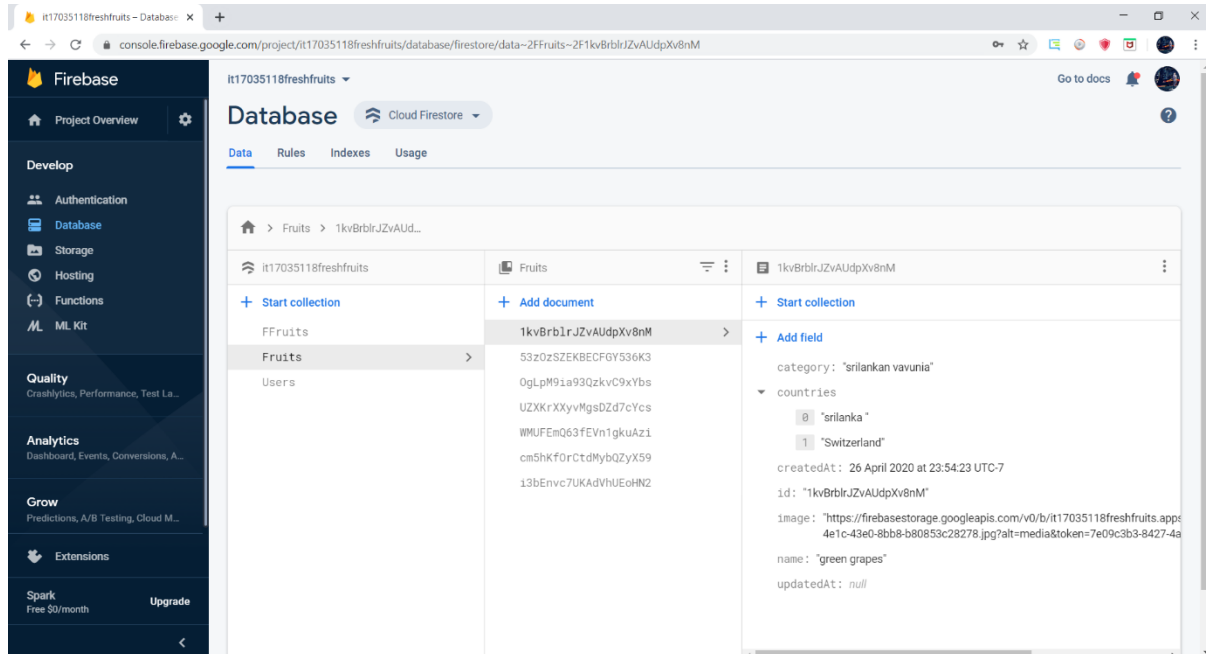 it17035118freshfruits – Database
console.firebase.google.com/project/it17035118freshfruits/database/firestore/data~2FFruits~2F1kvBrblrJZvAUdpXv8nM
Firebase
Project Overview
Develop
Authentication
Database
Storage
Hosting
Functions
ML Kit
Quality
Crashlytics, Performance, Test La...
Analytics
Dashboard, Events, Conversions, A...
Grow
Predictions, A/B Testing, Cloud M...
Extensions
Spark
Free $0/month
Upgrade
it17035118freshfruits
Go to docs
Database
Cloud Firestore
Data Rules Indexes Usage
Fruits > 1kvBrblrJZvAUd...
it17035118freshfruits
+ Start collection
FFruits
Fruits
Users
Fruits
+ Add document
1kvBrblrJZvAUdpXv8nM
53zOzSZEKBECFGY536K3
OgLpM9ia93QzkvC9xYbs
UZXKrXXyvMgsDZd7cYcs
WMUFEmQ63fEVn1gkuAzi
cm5hKfOrCtdMybQZyX59
i3bEnvc7UKAdVhUEoHN2
1kvBrblrJZvAUdpXv8nM
+ Start collection
+ Add field
category: "srilankan vavunia"
countries
0 "srilanka "
1 "Switzerland"
createdAt: 26 April 2020 at 23:54:23 UTC-7
id: "1kvBrblrJZvAUdpXv8nM"
image: "https://firebasestorage.googleapis.com/v0/b/it17035118freshfruits.apps
4e1c-43e0-8bb8-b80853c28278.jpg?alt=media&token=7e09c3b3-8427-4a
name: "green grapes"
updatedAt: null